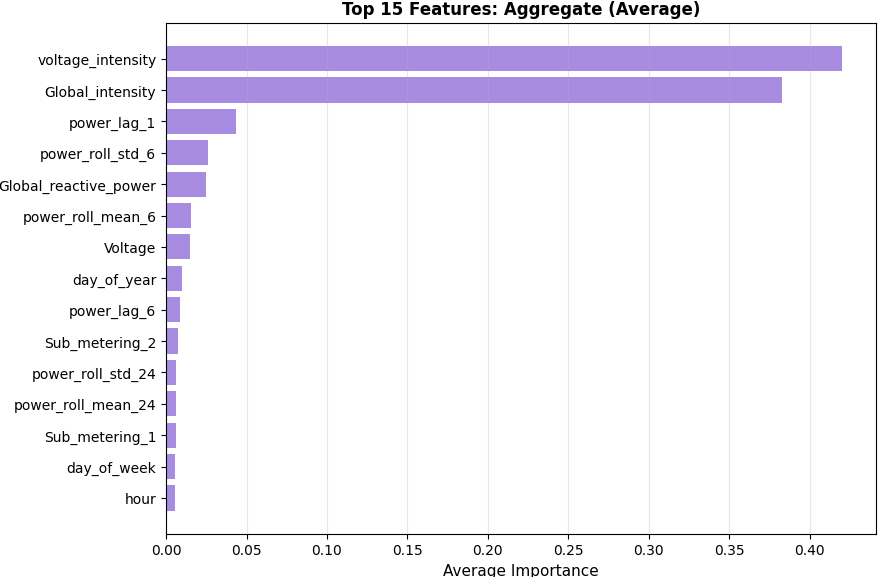 Top 15 Features: Aggregate (Average)
voltage_intensity
Global_intensity
power_lag_1
power_roll_std_6
Global_reactive_power
power_roll_mean_6
Voltage
day_of_year
power_lag_6
Sub_metering_2
power_roll_std_24
power_roll_mean_24
Sub_metering_1
day_of_week
hour
0.00 0.05 0.10 0.15 0.20 0.25 0.30 0.35 0.40
Average Importance